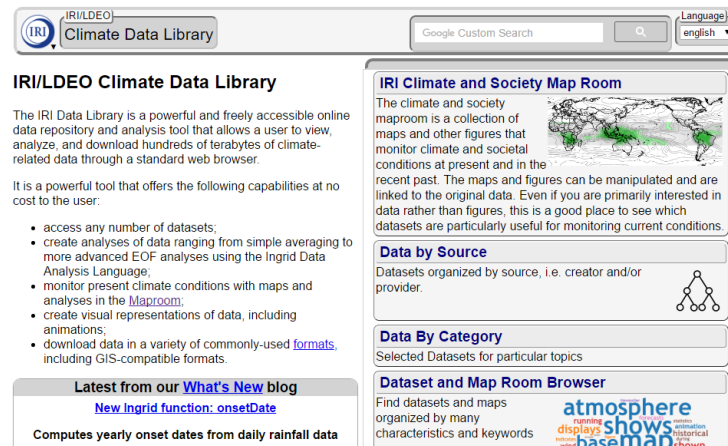 IRI
IRI/LDEO
Climate Data Library
Google Custom Search
Language
english
IRI/LDEO Climate Data Library
The IRI Data Library is a powerful and freely accessible online
data repository and analysis tool that allows a user to view,
analyze, and download hundreds of terabytes of climate-
related data through a standard web browser.
It is a powerful tool that offers the following capabilities at no
cost to the user:
• access any number of datasets;
• create analyses of data ranging from simple averaging to
more advanced EOF analyses using the Ingrid Data
Analysis Language;
• monitor present climate conditions with maps and
analyses in the Maproom;
• create visual representations of data, including
animations;
• download data in a variety of commonly-used formats,
including GIS-compatible formats.
Latest from our What's New blog
New Ingrid function: onsetDate
Computes yearly onset dates from daily rainfall data
IRI Climate and Society Map Room
The climate and society
maproom is a collection of
maps and other figures that
monitor climate and societal
conditions at present and in the
recent past. The maps and figures can be manipulated and are
linked to the original data. Even if you are primarily interested in
data rather than figures, this is a good place to see which
datasets are particularly useful for monitoring current conditions.
Data by Source
Datasets organized by source, i.e. creator and/or
provider.
Data By Category
Selected Datasets for particular topics
Dataset and Map Room Browser
Find datasets and maps
organized by many
characteristics and keywords
atmosphere
running
displays shows animation
historical
basemap shown